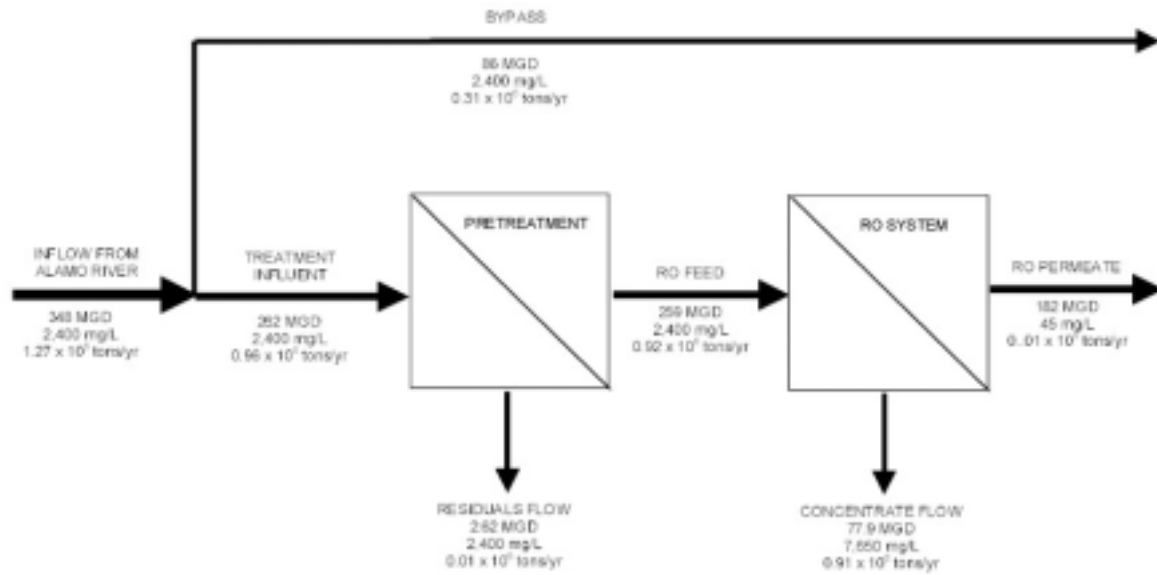 BYPASS
86 MGD
2,400 mg/L
0.31 x 10⁶ tons/yr
PRETREATMENT
RO SYSTEM
INFLOW FROM
ALAMO RIVER
348 MGD
2,400 mg/L
1.27 x 10⁶ tons/yr
TREATMENT
INFLUENT
262 MGD
2,400 mg/L
0.96 x 10⁶ tons/yr
RO FEED
259 MGD
2,400 mg/L
0.92 x 10⁶ tons/yr
RO PERMEATE
182 MGD
45 mg/L
0..01 x 10⁶ tons/yr
RESIDUALS FLOW
2.62 MGD
2,400 mg/L
0.01 x 10⁶ tons/yr
CONCENTRATE FLOW
77.9 MGD
7,650 mg/L
0.91 x 10⁶ tons/yr